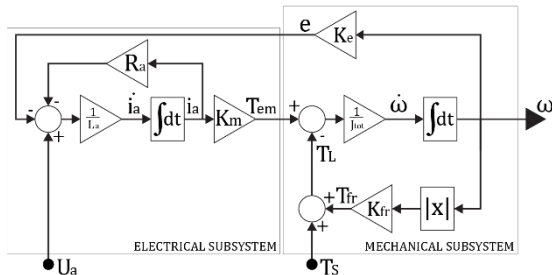 e
Ke
Ra
- - +
1/La
i̇a
∫dt
ia
Km
Tem
+ -
1/Jtot
ω̇
∫dt
ω
TL
+ +
Tfr
Kfr
|x|
ELECTRICAL SUBSYSTEM
MECHANICAL SUBSYSTEM
Ua
TS